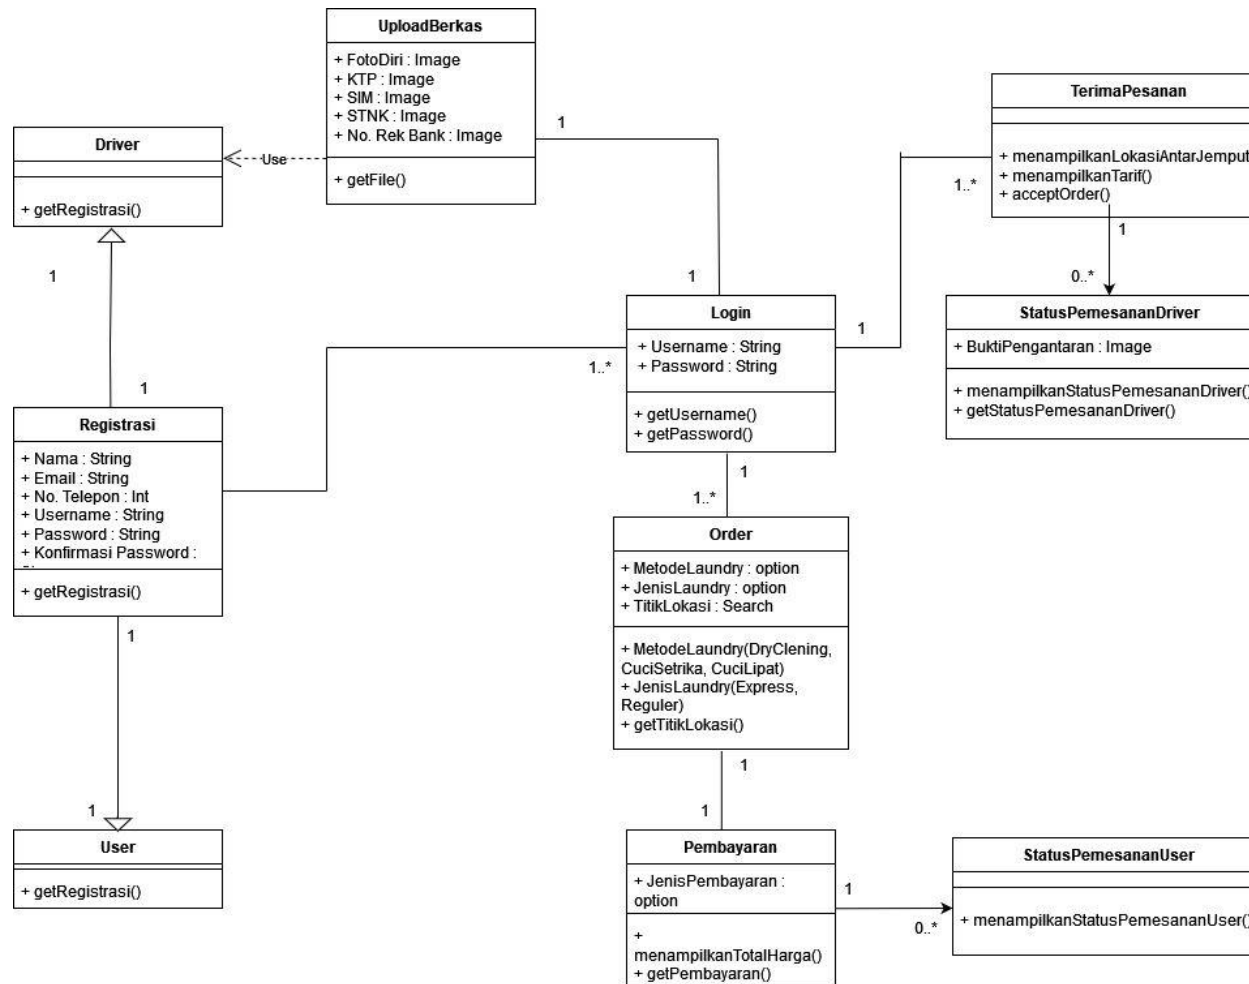 UploadBerkas
+ FotoDiri : Image
+ KTP : Image
+ SIM : Image
+ STNK : Image
+ No. Rek Bank : Image
+ getFile()
1
Driver
+ getRegistrasi()
Use
TerimaPesanan
+ menampilkanLokasiAntarJemput
+ menampilkanTarif()
+ acceptOrder()
1..*
1
0..*
1
1
StatusPemesananDriver
+ BuktiPengantaran : Image
+ menampilkanStatusPemesananDriver()
+ getStatusPemesananDriver()
Login
+ Username : String
+ Password : String
+ getUsername()
+ getPassword()
1
1..*
1
Registrasi
+ Nama : String
+ Email : String
+ No. Telepon : Int
+ Username : String
+ Password : String
+ Konfirmasi Password :
+ getRegistrasi()
1
1
1..*
Order
+ MetodeLaundry : option
+ JenisLaundry : option
+ TitikLokasi : Search
+ MetodeLaundry(DryClening,
CuciSetrika, CuciLipat)
+ JenisLaundry(Express,
Reguler)
+ getTitikLokasi()
1
1
1
User
+ getRegistrasi()
Pembayaran
+ JenisPembayaran :
option
+
menampilkanTotalHarga()
+ getPembayaran()
1
0..*
StatusPemesananUser
+ menampilkanStatusPemesananUser()